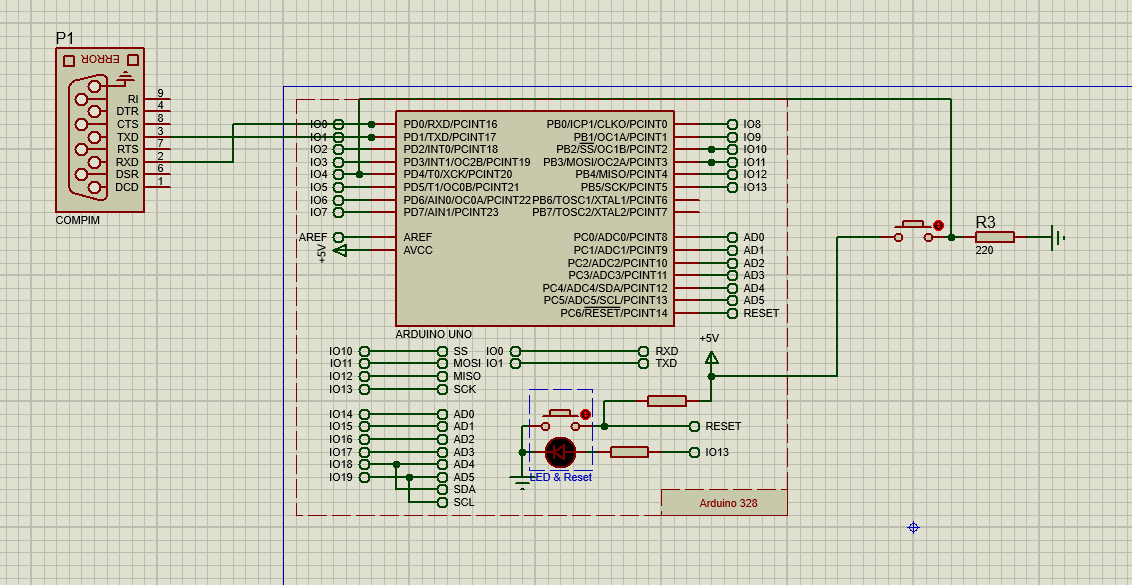 P1
ERROR
RI 9
DTR 4
CTS 8
TXD 3
RTS 7
RXD 2
DSR 6
DCD 1
COMPIM
IO0
IO1
IO2
IO3
IO4
IO5
IO6
IO7
AREF
+5V
PD0/RXD/PCINT16
PD1/TXD/PCINT17
PD2/INT0/PCINT18
PD3/INT1/OC2B/PCINT19
PD4/T0/XCK/PCINT20
PD5/T1/OC0B/PCINT21
PD6/AIN0/OC0A/PCINT22
PD7/AIN1/PCINT23
AREF
AVCC
PB0/ICP1/CLKO/PCINT0
PB1/OC1A/PCINT1
PB2/SS/OC1B/PCINT2
PB3/MOSI/OC2A/PCINT3
PB4/MISO/PCINT4
PB5/SCK/PCINT5
PB6/TOSC1/XTAL1/PCINT6
PB7/TOSC2/XTAL2/PCINT7
PC0/ADC0/PCINT8
PC1/ADC1/PCINT9
PC2/ADC2/PCINT10
PC3/ADC3/PCINT11
PC4/ADC4/SDA/PCINT12
PC5/ADC5/SCL/PCINT13
PC6/RESET/PCINT14
IO8
IO9
IO10
IO11
IO12
IO13
AD0
AD1
AD2
AD3
AD4
AD5
RESET
ARDUINO UNO
R3
220
IO10 SS
IO11 MOSI
IO12 MISO
IO13 SCK
IO0 RXD
IO1 TXD
+5V
IO14 AD0
IO15 AD1
IO16 AD2
IO17 AD3
IO18 AD4
IO19 AD5
SDA
SCL
RESET
IO13
LED & Reset
Arduino 328